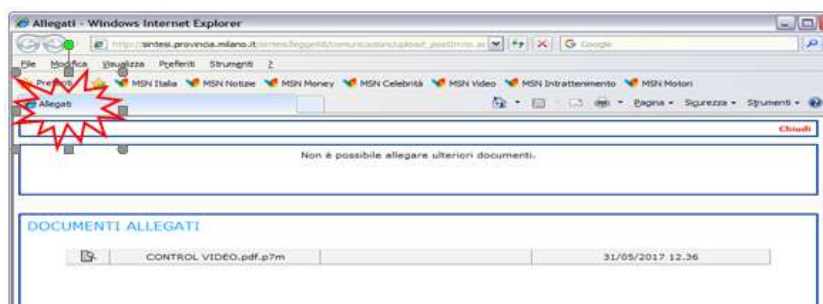 Allegati - Windows Internet Explorer
http://sintesi.provincia.milano.it/sintesi/
Google
File Modifica Visualizza Preferiti Strumenti ?
MSN Italia MSN Notizie MSN Money MSN Celebrità MSN Video MSN Intrattenimento MSN Motori
Allegati
Pagina Sicurezza Strumenti
Chiudi
Non è possibile allegare ulteriori documenti.
DOCUMENTI ALLEGATI
CONTROL VIDEO.pdf.p7m 31/05/2017 12.36